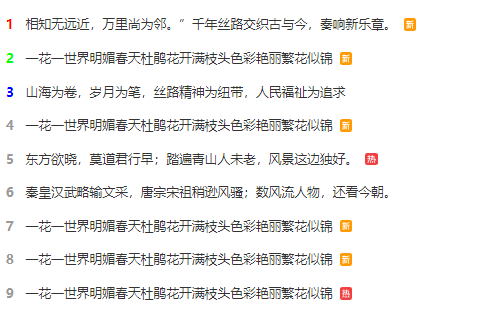 1 相知无远近，万里尚为邻。”千年丝路交织古与今，奏响新乐章。 新
2 一花一世界明媚春天杜鹃花开满枝头色彩艳丽繁花似锦 新
3 山海为卷，岁月为笔，丝路精神为纽带，人民福祉为追求
4 一花一世界明媚春天杜鹃花开满枝头色彩艳丽繁花似锦 新
5 东方欲晓，莫道君行早；踏遍青山人未老，风景这边独好。 热
6 秦皇汉武略输文采，唐宗宋祖稍逊风骚；数风流人物，还看今朝。
7 一花一世界明媚春天杜鹃花开满枝头色彩艳丽繁花似锦 新
8 一花一世界明媚春天杜鹃花开满枝头色彩艳丽繁花似锦 新
9 一花一世界明媚春天杜鹃花开满枝头色彩艳丽繁花似锦 热